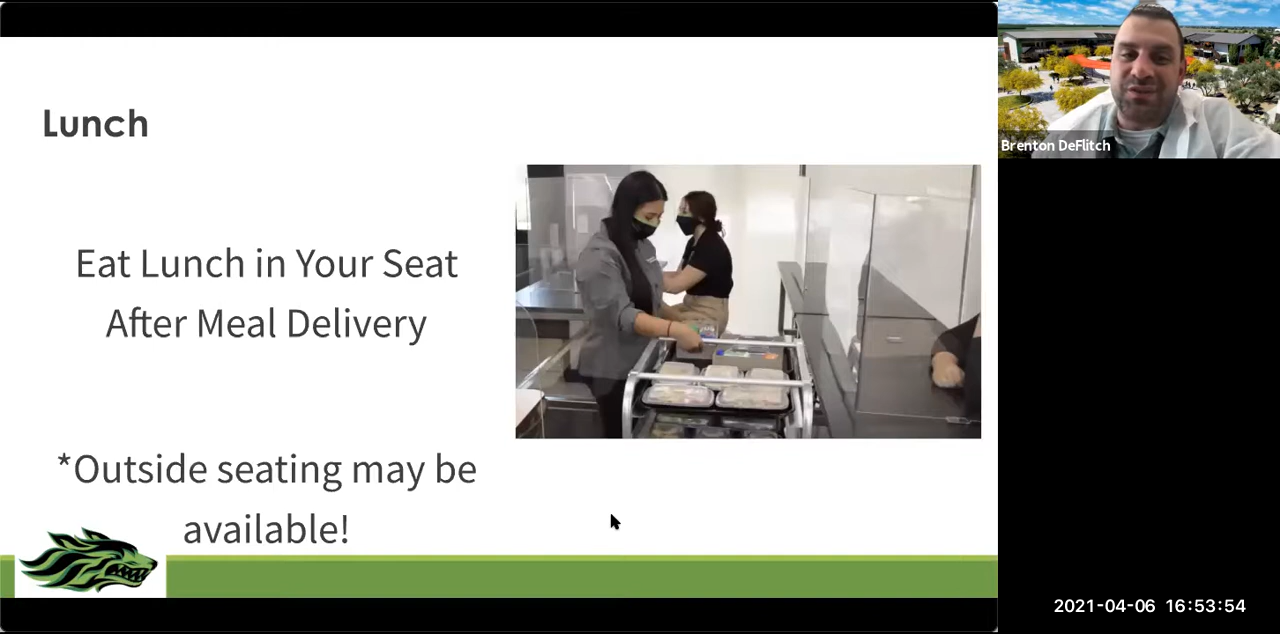 Lunch
Eat Lunch in Your Seat
After Meal Delivery
*Outside seating may be
available!
Brenton DeFlitch
2021-04-06 16:53:54